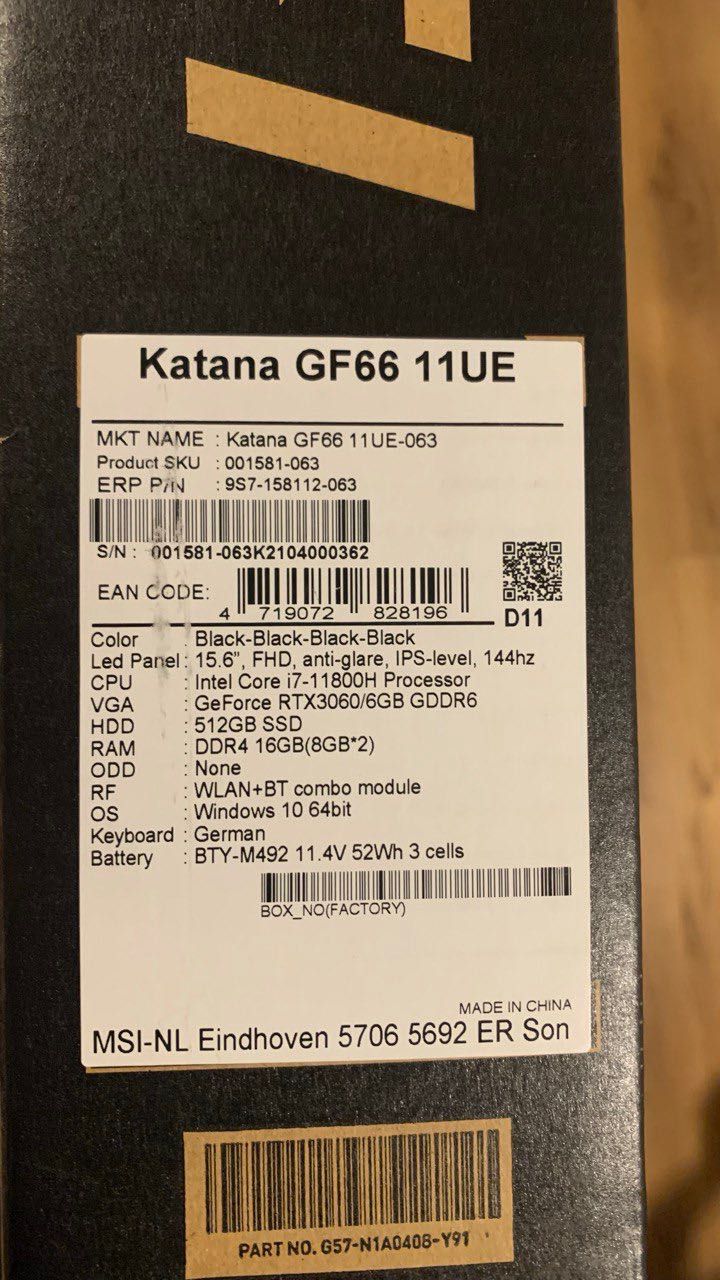 Katana GF66 11UE
MKT NAME : Katana GF66 11UE-063
Product SKU : 001581-063
ERP P/N : 9S7-158112-063
S/N : 001581-063K2104000362
EAN CODE:
4 719072 828196
D11
Color : Black-Black-Black-Black
Led Panel : 15.6”, FHD, anti-glare, IPS-level, 144hz
CPU : Intel Core i7-11800H Processor
VGA : GeForce RTX3060/6GB GDDR6
HDD : 512GB SSD
RAM : DDR4 16GB(8GB*2)
ODD : None
RF : WLAN+BT combo module
OS : Windows 10 64bit
Keyboard : German
Battery : BTY-M492 11.4V 52Wh 3 cells
BOX_NO(FACTORY)
MADE IN CHINA
MSI-NL Eindhoven 5706 5692 ER Son
PART NO. G57-N1A0408-Y91